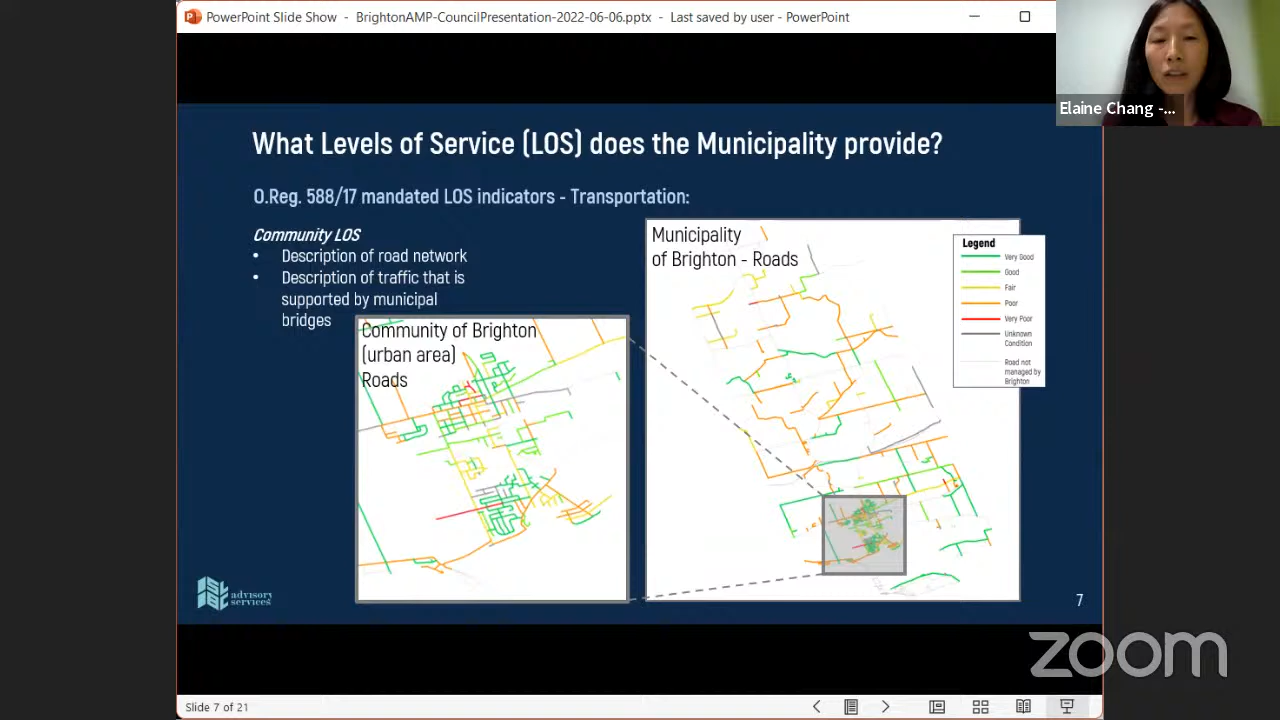 PowerPoint Slide Show - BrightonAMP-CouncilPresentation-2022-06-06.pptx - Last saved by user - PowerPoint
Elaine Chang -...
What Levels of Service (LOS) does the Municipality provide?
O.Reg. 588/17 mandated LOS indicators - Transportation:
Community LOS
• Description of road network
• Description of traffic that is
supported by municipal
bridges
Community of Brighton
(urban area)
Roads
Municipality
of Brighton - Roads
Legend
Very Good
Good
Fair
Poor
Very Poor
Unknown
Condition
Road not
managed by
Brighton
advisory
services
7
zoom
Slide 7 of 21